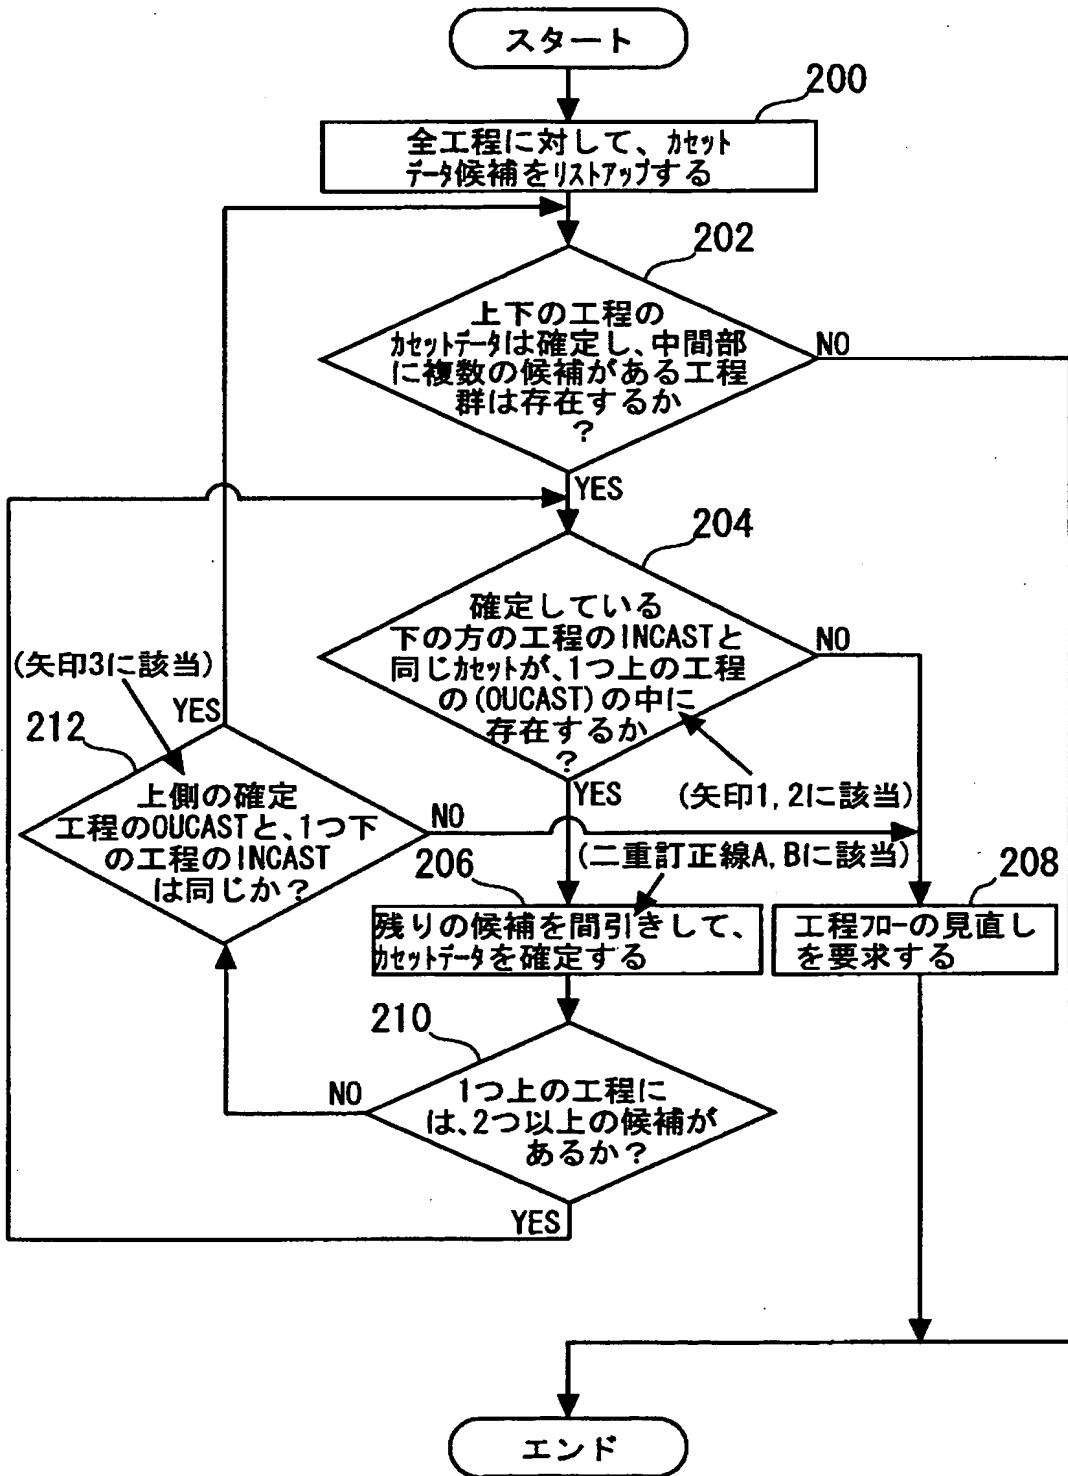 スタート
200
全工程に対して、カセット
データ候補をリストアップする
202
上下の工程の
カセットデータは確定し、中間部
に複数の候補がある工程
群は存在するか
?
NO
YES
204
確定している
下の方の工程のINCASTと
同じカセットが、1つ上の工程
の(OUCAST)の中に
存在するか
?
NO
(矢印3に該当)
YES
212
上側の確定
工程のOUCASTと、1つ下
の工程のINCAST
は同じか?
NO
YES
(矢印1,2に該当)
(二重訂正線A,Bに該当)
206
残りの候補を間引きして、
カセットデータを確定する
208
工程フローの見直し
を要求する
210
1つ上の工程に
は、2つ以上の候補が
あるか?
NO
YES
エンド